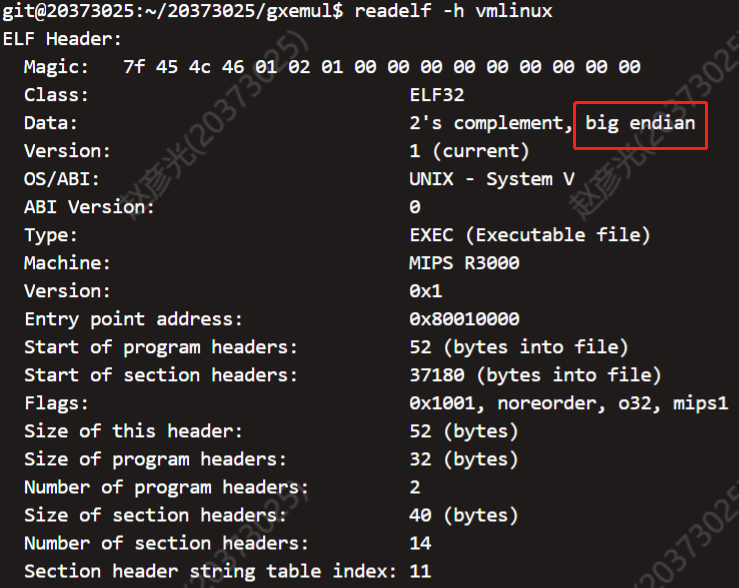 git@20373025:~/20373025/gxemul$ readelf -h vmlinux
ELF Header:
  Magic:   7f 45 4c 46 01 02 01 00 00 00 00 00 00 00 00 00
  Class:                             ELF32
  Data:                              2's complement, big endian
  Version:                           1 (current)
  OS/ABI:                            UNIX - System V
  ABI Version:                       0
  Type:                              EXEC (Executable file)
  Machine:                           MIPS R3000
  Version:                           0x1
  Entry point address:               0x80010000
  Start of program headers:          52 (bytes into file)
  Start of section headers:          37180 (bytes into file)
  Flags:                             0x1001, noreorder, o32, mips1
  Size of this header:               52 (bytes)
  Size of program headers:           32 (bytes)
  Number of program headers:         2
  Size of section headers:           40 (bytes)
  Number of section headers:         14
  Section header string table index: 11
赵彦光(20373025)
赵彦光(20373025)
20373025)
20373025